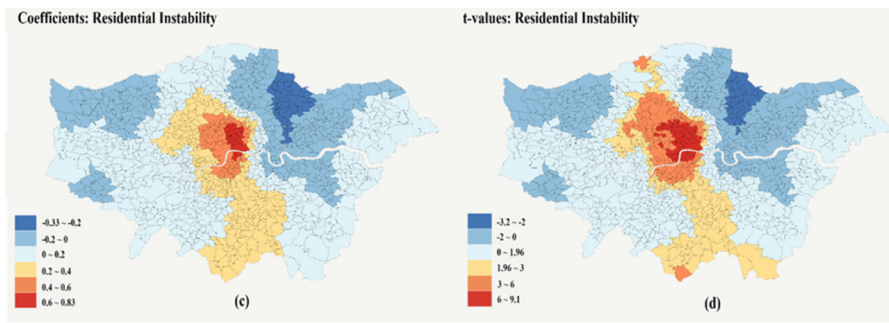 Coefficients: Residential Instability
-0.33 ~ -0.2
-0.2 ~ 0
0 ~ 0.2
0.2 ~ 0.4
0.4 ~ 0.6
0.6 ~ 0.83
(c)
t-values: Residential Instability
-3.2 ~ -2
-2 ~ 0
0 ~ 1.96
1.96 ~ 3
3 ~ 6
6 ~ 9.1
(d)